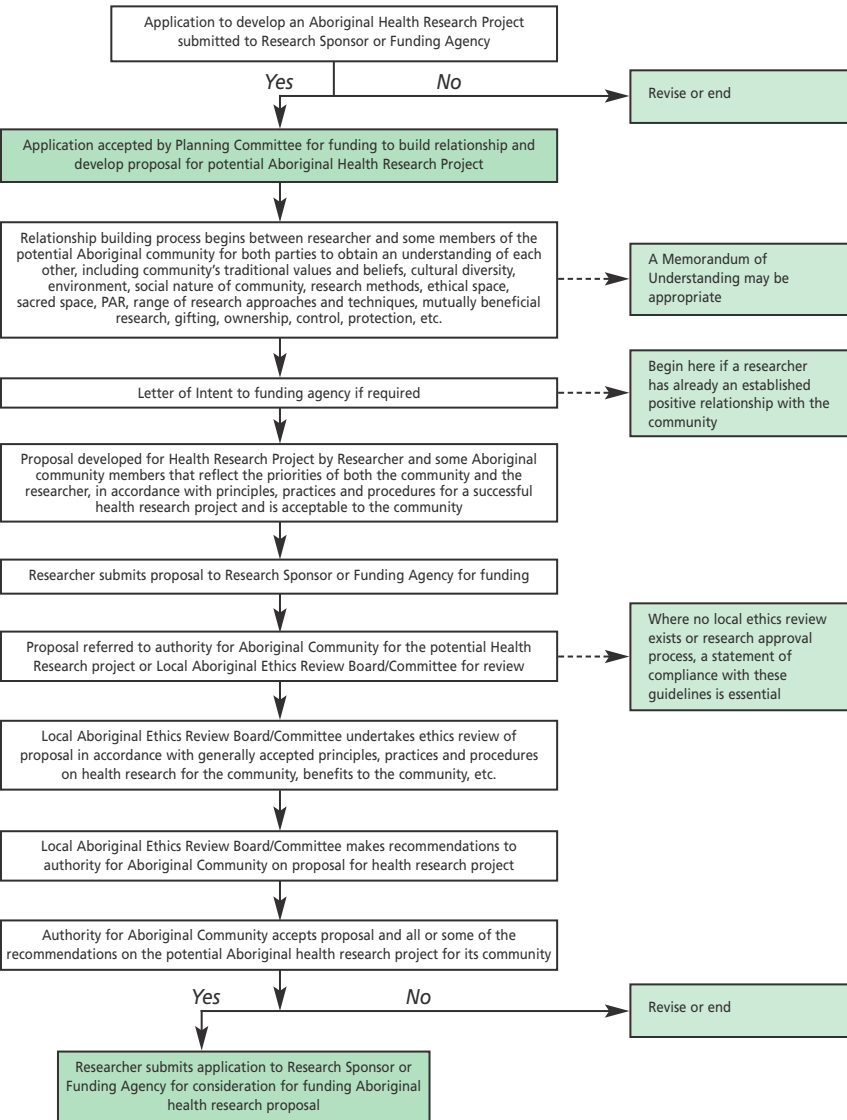 Application to develop an Aboriginal Health Research Project
submitted to Research Sponsor or Funding Agency
Yes
No
Revise or end
Application accepted by Planning Committee for funding to build relationship and
develop proposal for potential Aboriginal Health Research Project
Relationship building process begins between researcher and some members of the
potential Aboriginal community for both parties to obtain an understanding of each
other, including community's traditional values and beliefs, cultural diversity,
environment, social nature of community, research methods, ethical space,
sacred space, PAR, range of research approaches and techniques, mutually beneficial
research, gifting, ownership, control, protection, etc.
A Memorandum of
Understanding may be
appropriate
Letter of Intent to funding agency if required
Begin here if a researcher
has already an established
positive relationship with the
community
Proposal developed for Health Research Project by Researcher and some Aboriginal
community members that reflect the priorities of both the community and the
researcher, in accordance with principles, practices and procedures for a successful
health research project and is acceptable to the community
Researcher submits proposal to Research Sponsor or Funding Agency for funding
Proposal referred to authority for Aboriginal Community for the potential Health
Research project or Local Aboriginal Ethics Review Board/Committee for review
Where no local ethics review
exists or research approval
process, a statement of
compliance with these
guidelines is essential
Local Aboriginal Ethics Review Board/Committee undertakes ethics review of
proposal in accordance with generally accepted principles, practices and procedures
on health research for the community, benefits to the community, etc.
Local Aboriginal Ethics Review Board/Committee makes recommendations to
authority for Aboriginal Community on proposal for health research project
Authority for Aboriginal Community accepts proposal and all or some of the
recommendations on the potential Aboriginal health research project for its community
Yes
No
Revise or end
Researcher submits application to Research Sponsor or
Funding Agency for consideration for funding Aboriginal
health research proposal